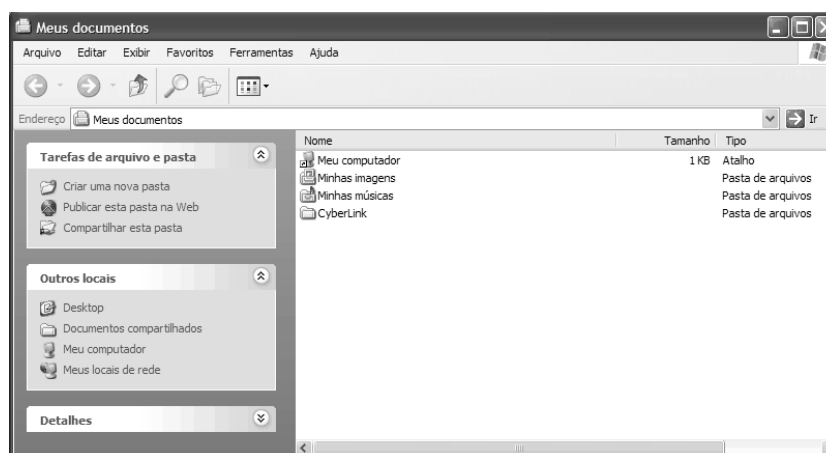 Meus documentos
Arquivo Editar Exibir Favoritos Ferramentas Ajuda
Endereço Meus documentos Ir
Tarefas de arquivo e pasta
Criar uma nova pasta
Publicar esta pasta na Web
Compartilhar esta pasta
Outros locais
Desktop
Documentos compartilhados
Meu computador
Meus locais de rede
Detalhes
Nome Tamanho Tipo
Meu computador 1 KB Atalho
Minhas imagens Pasta de arquivos
Minhas músicas Pasta de arquivos
CyberLink Pasta de arquivos